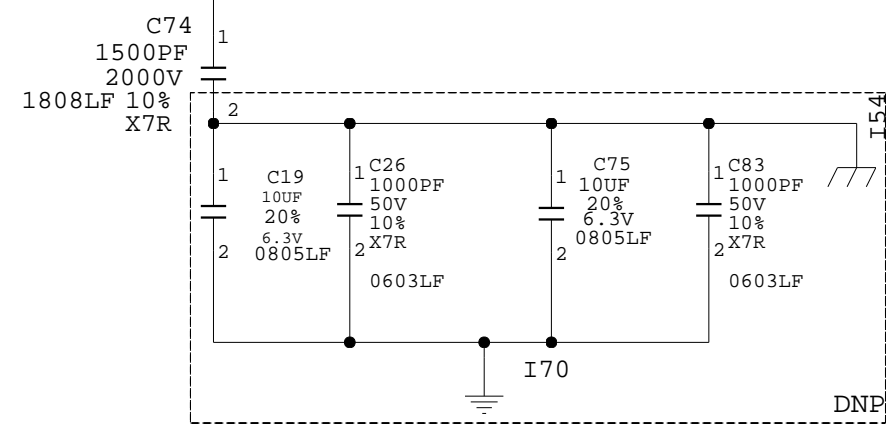 C74
1
1500PF
2000V
1808LF 10%
X7R
2
I54
1
C19
10UF
20%
6.3V
0805LF
2
1
C26
1000PF
50V
10%
X7R
2
0603LF
1
C75
10UF
20%
6.3V
0805LF
2
1
C83
1000PF
50V
10%
X7R
2
0603LF
I70
DNP